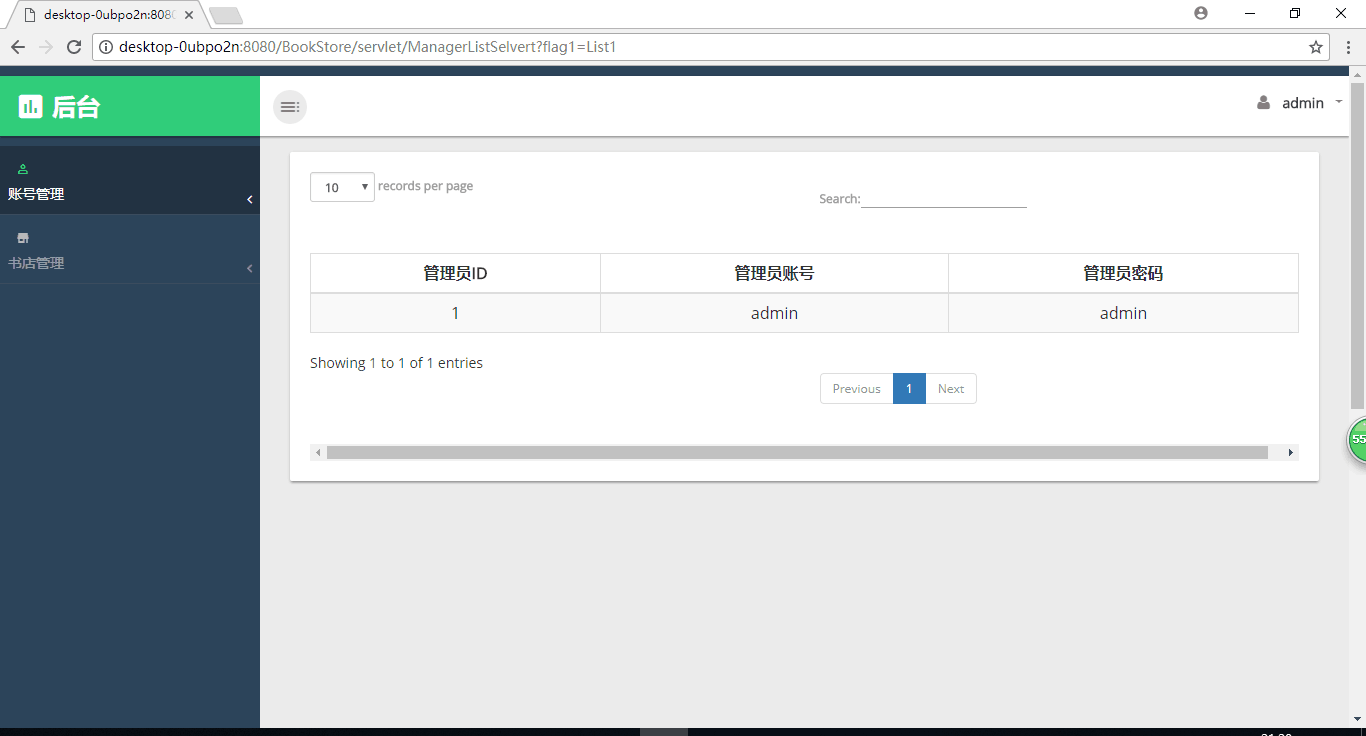 desktop-0ubpo2n:808
desktop-0ubpo2n:8080/BookStore/servlet/ManagerListSelvert?flag1=List1
后台
admin
账号管理
书店管理
10 records per page
Search:
管理员ID 管理员账号 管理员密码
1 admin admin
Showing 1 to 1 of 1 entries
Previous 1 Next
55